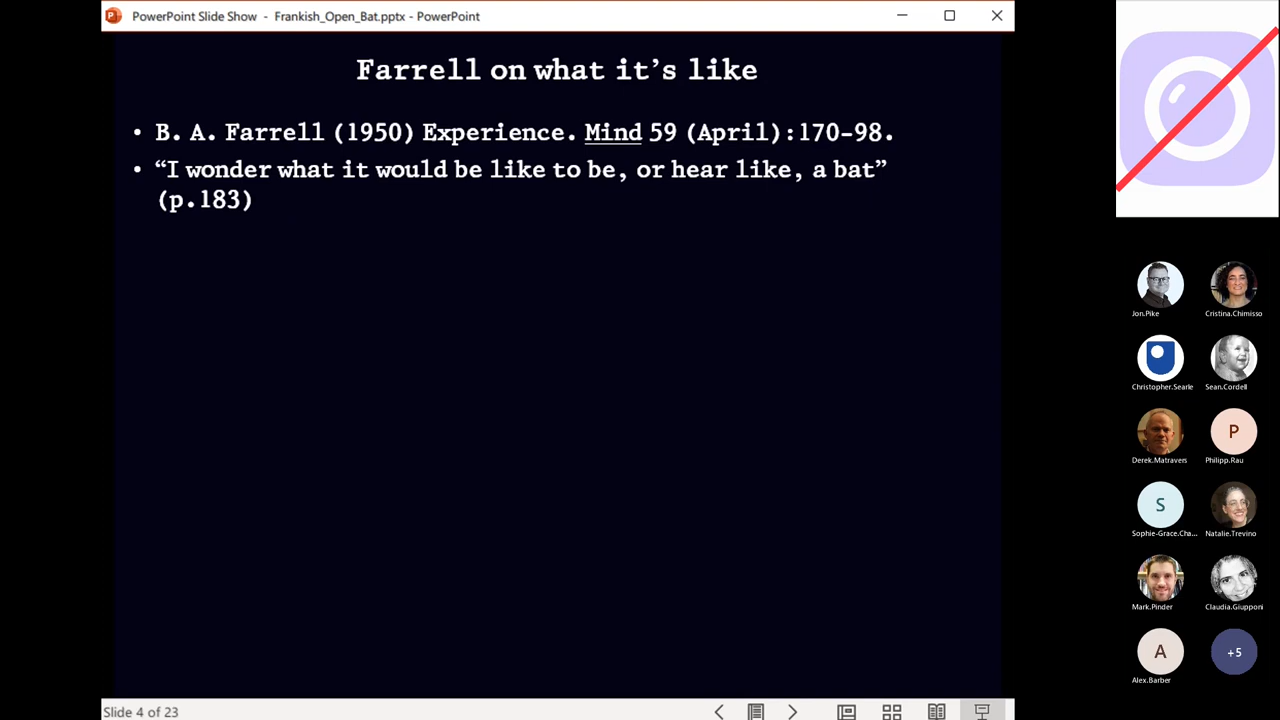 PowerPoint Slide Show - Frankish_Open_Bat.pptx - PowerPoint
Farrell on what it's like
• B. A. Farrell (1950) Experience. Mind 59 (April):170-98.
• “I wonder what it would be like to be, or hear like, a bat”
(p.183)
Jon.Pike
Cristina.Chimisso
Christopher.Searle
Sean.Cordell
Derek.Matravers
P
Philipp.Rau
S
Sophie-Grace.Cha...
Natalie.Trevino
Mark.Pinder
Claudia.Giupponi
A
Alex.Barber
+5
Slide 4 of 23